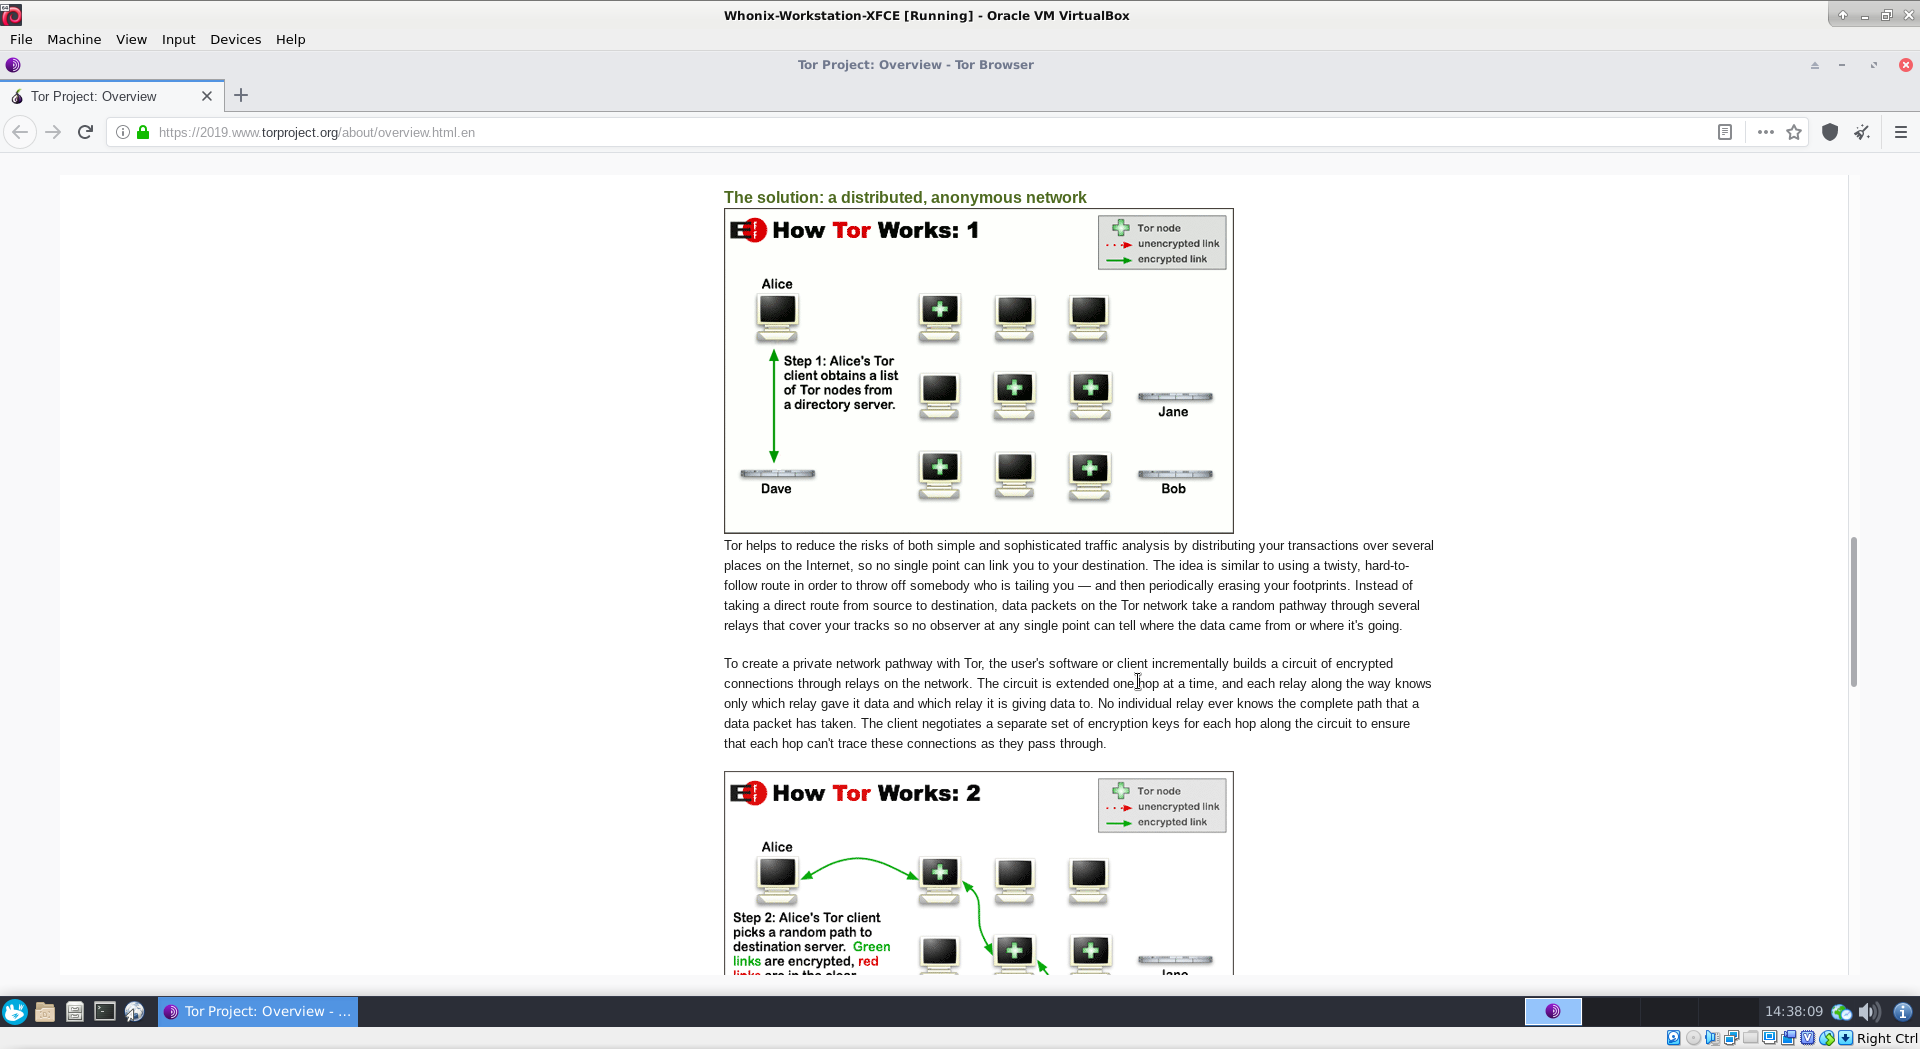 Whonix-Workstation-XFCE [Running] - Oracle VM VirtualBox
File Machine View Input Devices Help
Tor Project: Overview - Tor Browser
Tor Project: Overview
https://2019.www.torproject.org/about/overview.html.en
The solution: a distributed, anonymous network
How Tor Works: 1
Tor node
unencrypted link
encrypted link
Alice
Step 1: Alice's Tor
client obtains a list
of Tor nodes from
a directory server.
Jane
Dave
Bob
Tor helps to reduce the risks of both simple and sophisticated traffic analysis by distributing your transactions over several
places on the Internet, so no single point can link you to your destination. The idea is similar to using a twisty, hard-to-
follow route in order to throw off somebody who is tailing you — and then periodically erasing your footprints. Instead of
taking a direct route from source to destination, data packets on the Tor network take a random pathway through several
relays that cover your tracks so no observer at any single point can tell where the data came from or where it's going.
To create a private network pathway with Tor, the user's software or client incrementally builds a circuit of encrypted
connections through relays on the network. The circuit is extended one hop at a time, and each relay along the way knows
only which relay gave it data and which relay it is giving data to. No individual relay ever knows the complete path that a
data packet has taken. The client negotiates a separate set of encryption keys for each hop along the circuit to ensure
that each hop can't trace these connections as they pass through.
How Tor Works: 2
Tor node
unencrypted link
encrypted link
Alice
Step 2: Alice's Tor client
picks a random path to
destination server. Green
links are encrypted, red
links are in the clear
Jane
Tor Project: Overview - ...
14:38:09
Right Ctrl